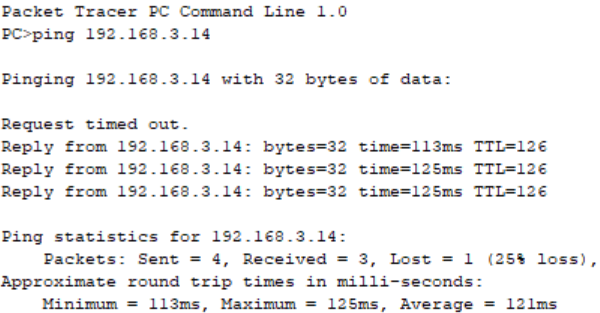 Packet Tracer PC Command Line 1.0
PC>ping 192.168.3.14
Pinging 192.168.3.14 with 32 bytes of data:
Request timed out.
Reply from 192.168.3.14: bytes=32 time=113ms TTL=126
Reply from 192.168.3.14: bytes=32 time=125ms TTL=126
Reply from 192.168.3.14: bytes=32 time=125ms TTL=126
Ping statistics for 192.168.3.14:
Packets: Sent = 4, Received = 3, Lost = 1 (25% loss),
Approximate round trip times in milli-seconds:
Minimum = 113ms, Maximum = 125ms, Average = 121ms